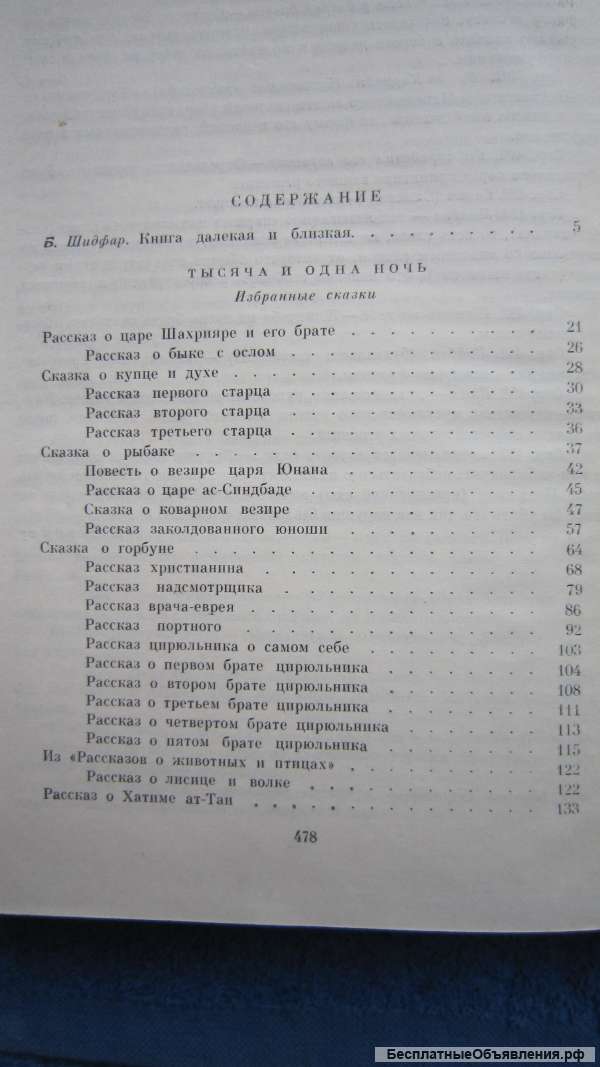 СОДЕРЖАНИЕ
Б. Шидфар. Книга далекая и близкая. . . . . . . . . . 5
ТЫСЯЧА И ОДНА НОЧЬ
Избранные сказки
Рассказ о царе Шахрияре и его брате . . . . . . . . . 21
Рассказ о быке с ослом . . . . . . . . . . . 26
Сказка о купце и духе . . . . . . . . . . . . . 28
Рассказ первого старца . . . . . . . . . . . 30
Рассказ второго старца . . . . . . . . . . . 33
Рассказ третьего старца . . . . . . . . . . . 36
Сказка о рыбаке . . . . . . . . . . . . . . 37
Повесть о везире царя Юнана . . . . . . . . . 42
Рассказ о царе ас-Синдбаде . . . . . . . . . . 45
Сказка о коварном везире . . . . . . . . . . 47
Рассказ заколдованного юноши . . . . . . . . . 57
Сказка о горбуне . . . . . . . . . . . . . . 64
Рассказ христианина . . . . . . . . . . . . 68
Рассказ надсмотрщика . . . . . . . . . . . 79
Рассказ врача-еврея . . . . . . . . . . . . 86
Рассказ портного . . . . . . . . . . . . 92
Рассказ цирюльника о самом себе . . . . . . . . 103
Рассказ о первом брате цирюльника . . . . . . . 104
Рассказ о втором брате цирюльника . . . . . . . 108
Рассказ о третьем брате цирюльника . . . . . . . 111
Рассказ о четвертом брате цирюльника . . . . . . . 113
Рассказ о пятом брате цирюльника . . . . . . . 115
Из «Рассказов о животных и птицах» . . . . . . . . . 122
Рассказ о лисице и волке . . . . . . . . . . 122
Рассказ о Хатиме ат-Таи . . . . . . . . . . . . 133
478
БесплатныеОбъявления.рф